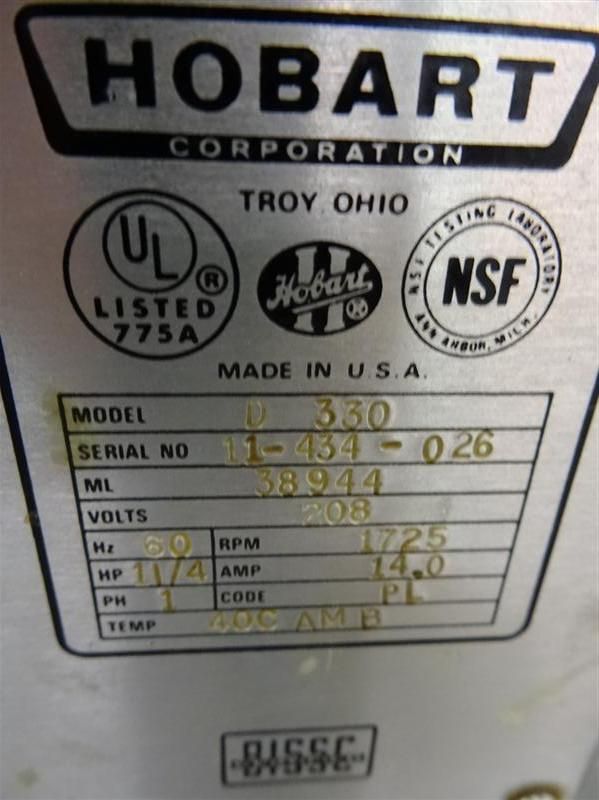 HOBART
CORPORATION
TROY, OHIO
UL ®
LISTED
775A
Hobart ®
H
NSF TESTING LABORATORY
NSF
ANN ARBOR, MICH.
MADE IN U.S.A.
MODEL D 330
SERIAL NO 11-434-026
ML 38944
VOLTS 208
Hz 60 RPM 1725
HP 11/4 AMP 14.0
PH 1 CODE PL
TEMP 40C AMB
BISSC